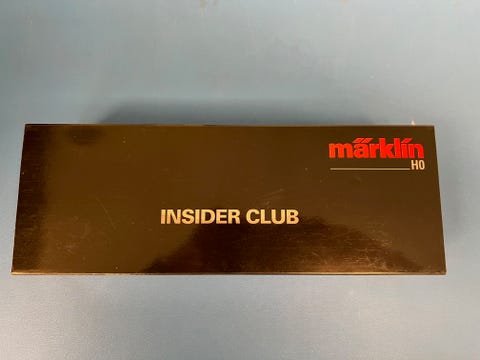 märklin
H0
INSIDER CLUB